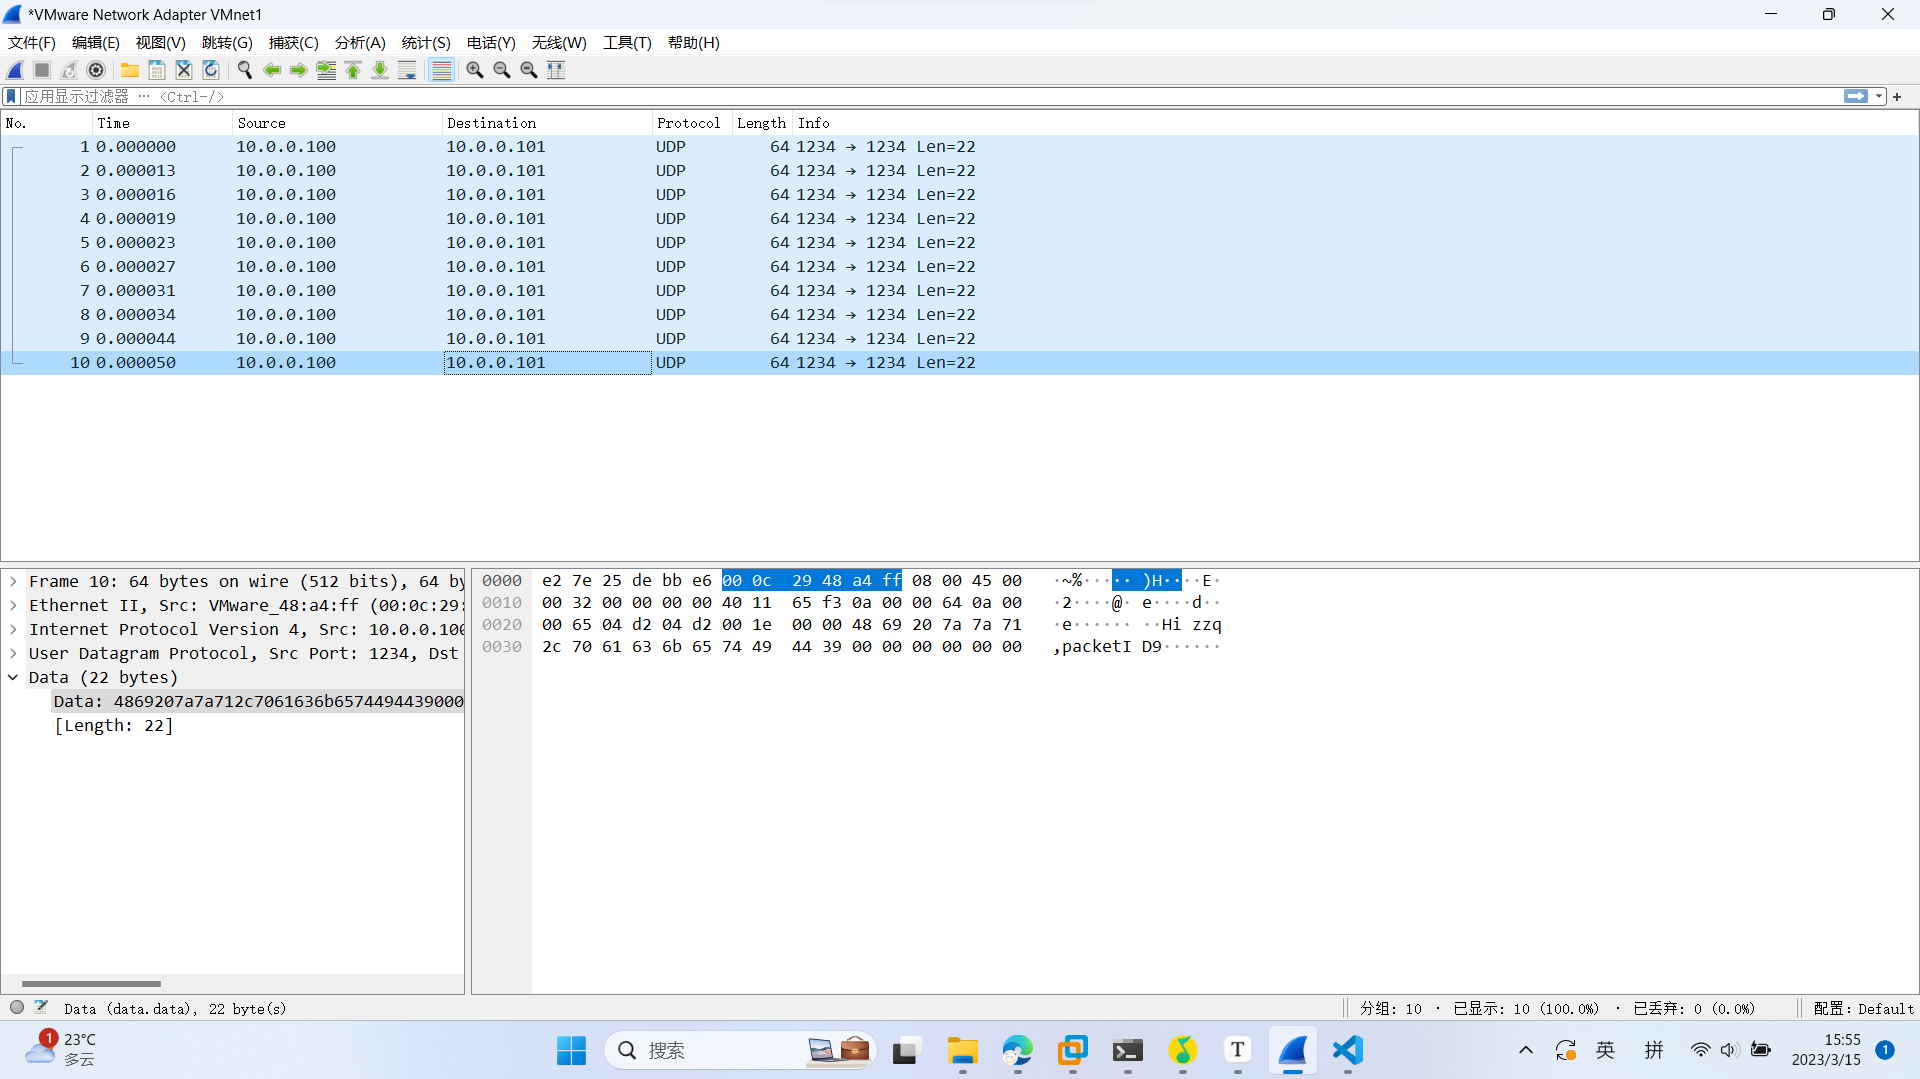 *VMware Network Adapter VMnet1
文件(F) 编辑(E) 视图(V) 跳转(G) 捕获(C) 分析(A) 统计(S) 电话(Y) 无线(W) 工具(T) 帮助(H)
应用显示过滤器 … <Ctrl-/>
No. Time Source Destination Protocol Length Info
1 0.000000 10.0.0.100 10.0.0.101 UDP 64 1234 → 1234 Len=22
2 0.000013 10.0.0.100 10.0.0.101 UDP 64 1234 → 1234 Len=22
3 0.000016 10.0.0.100 10.0.0.101 UDP 64 1234 → 1234 Len=22
4 0.000019 10.0.0.100 10.0.0.101 UDP 64 1234 → 1234 Len=22
5 0.000023 10.0.0.100 10.0.0.101 UDP 64 1234 → 1234 Len=22
6 0.000027 10.0.0.100 10.0.0.101 UDP 64 1234 → 1234 Len=22
7 0.000031 10.0.0.100 10.0.0.101 UDP 64 1234 → 1234 Len=22
8 0.000034 10.0.0.100 10.0.0.101 UDP 64 1234 → 1234 Len=22
9 0.000044 10.0.0.100 10.0.0.101 UDP 64 1234 → 1234 Len=22
10 0.000050 10.0.0.100 10.0.0.101 UDP 64 1234 → 1234 Len=22
Frame 10: 64 bytes on wire (512 bits), 64 by
Ethernet II, Src: VMware_48:a4:ff (00:0c:29:
Internet Protocol Version 4, Src: 10.0.0.100
User Datagram Protocol, Src Port: 1234, Dst
Data (22 bytes)
Data: 4869207a7a712c7061636b6574494439000
[Length: 22]
0000 e2 7e 25 de bb e6 00 0c 29 48 a4 ff 08 00 45 00 ·~%····· )H····E·
0010 00 32 00 00 00 00 40 11 65 f3 0a 00 00 64 0a 00 ·2····@· e····d··
0020 00 65 04 d2 04 d2 00 1e 00 00 48 69 20 7a 7a 71 ·e······ ··Hi zzq
0030 2c 70 61 63 6b 65 74 49 44 39 00 00 00 00 00 00 ,packetI D9······
Data (data.data), 22 byte(s)
分组: 10 · 已显示: 10 (100.0%) · 已丢弃: 0 (0.0%)
配置: Default
1
23°C
多云
搜索
T
英
拼
15:55
2023/3/15
1